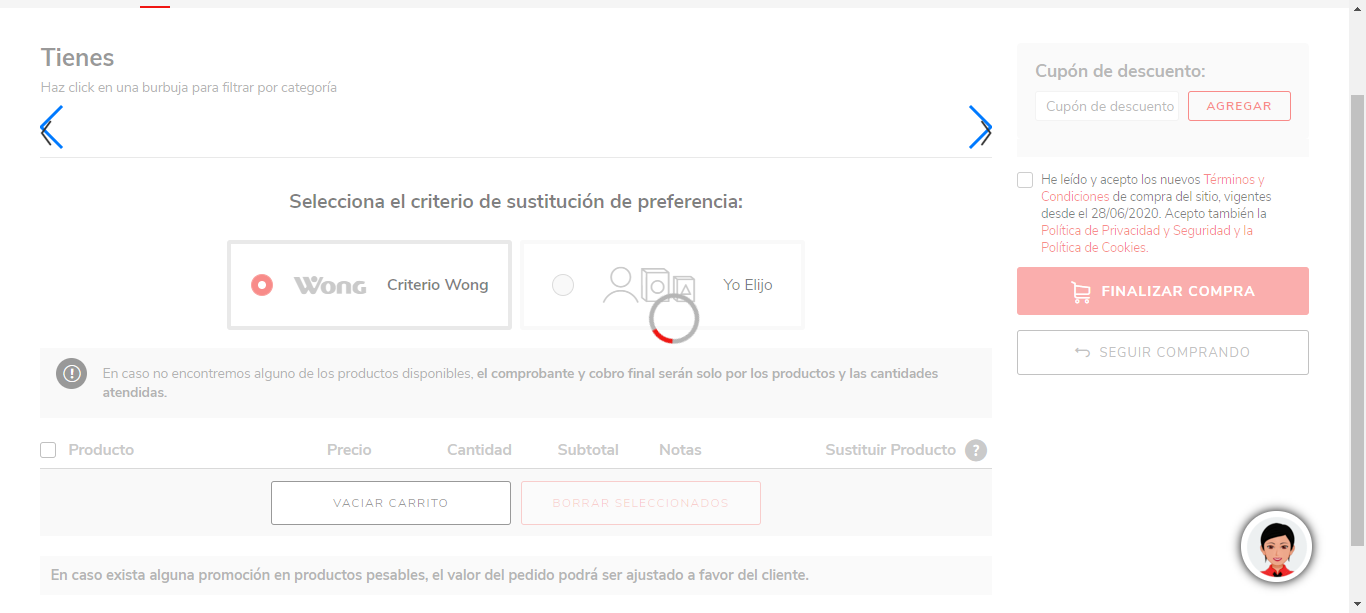 Tienes
Haz click en una burbuja para filtrar por categoría
Selecciona el criterio de sustitución de preferencia:
Wong Criterio Wong
Yo Elijo
En caso no encontremos alguno de los productos disponibles, el comprobante y cobro final serán solo por los productos y las cantidades
atendidas.
Producto Precio Cantidad Subtotal Notas Sustituir Producto ?
VACIAR CARRITO BORRAR SELECCIONADOS
En caso exista alguna promoción en productos pesables, el valor del pedido podrá ser ajustado a favor del cliente.
Cupón de descuento:
Cupón de descuento AGREGAR
He leído y acepto los nuevos Términos y
Condiciones de compra del sitio, vigentes
desde el 28/06/2020. Acepto también la
Política de Privacidad y Seguridad y la
Política de Cookies.
FINALIZAR COMPRA
SEGUIR COMPRANDO